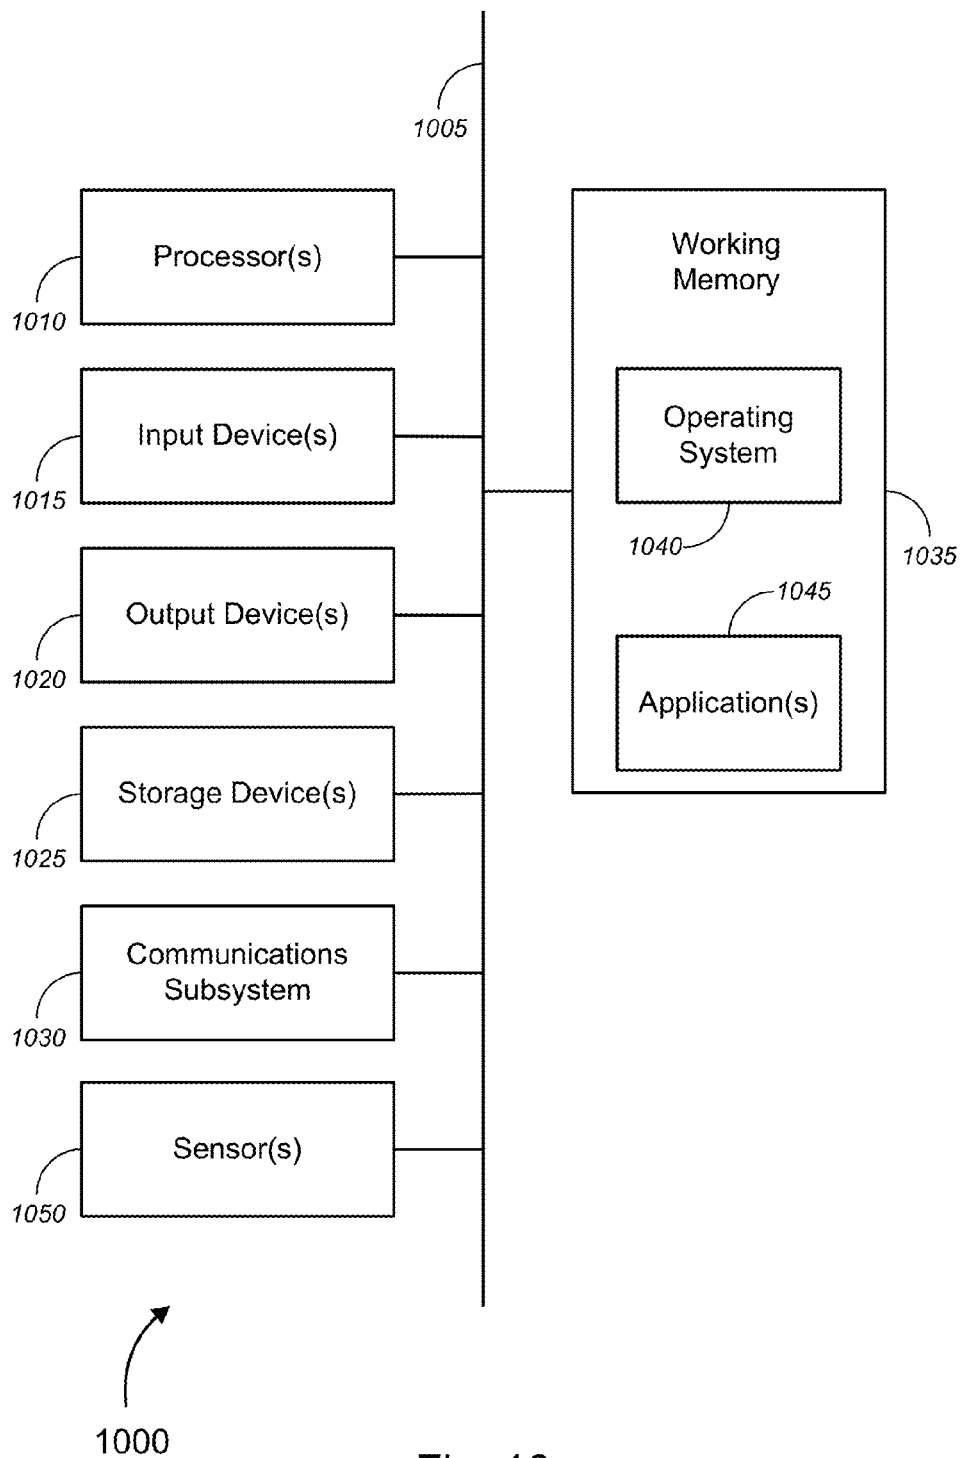 1005
Processor(s)
1010
Input Device(s)
1015
Output Device(s)
1020
Storage Device(s)
1025
Communications
Subsystem
1030
Sensor(s)
1050
Working
Memory
Operating
System
1040
1035
1045
Application(s)
1000